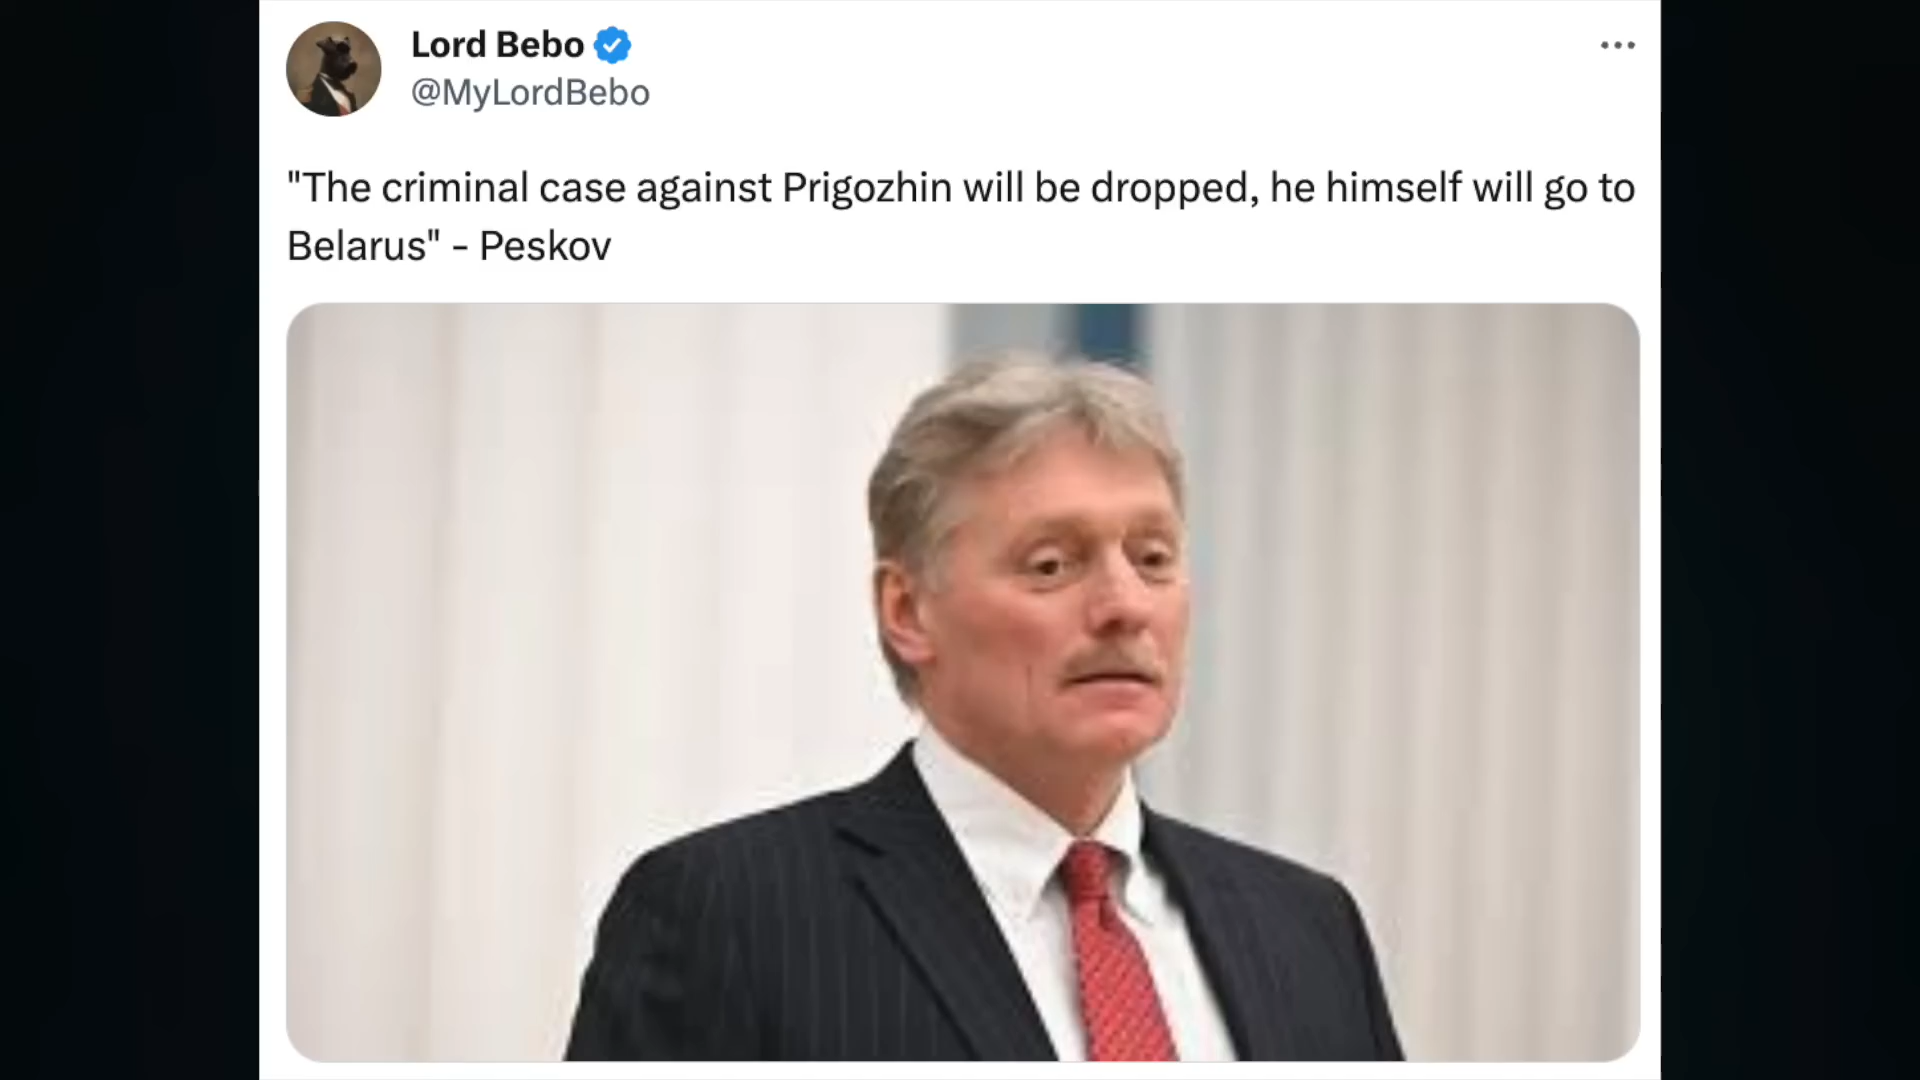 Lord Bebo
@MyLordBebo
"The criminal case against Prigozhin will be dropped, he himself will go to
Belarus" - Peskov